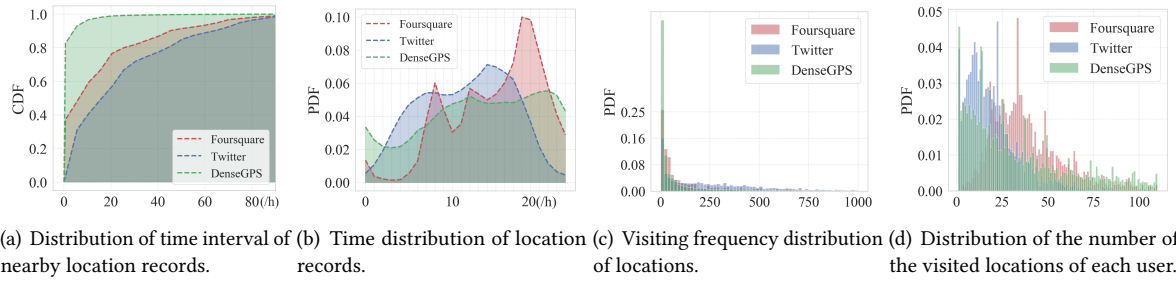 CDF
1.0
0.8
0.6
0.4
0.2
0.0
0
20
40
60
80(/h)
Foursquare
Twitter
DenseGPS
PDF
0.10
0.08
0.06
0.04
0.02
0.00
0
10
20(/h)
Foursquare
Twitter
DenseGPS
PDF
0.25
0.16
0.08
0.00
0
250
500
750
1000
Foursquare
Twitter
DenseGPS
PDF
0.05
0.04
0.03
0.02
0.01
0.00
0
25
50
75
100
Foursquare
Twitter
DenseGPS
(a) Distribution of time interval of
nearby location records.
(b) Time distribution of location
records.
(c) Visiting frequency distribution
of locations.
(d) Distribution of the number of
the visited locations of each user.